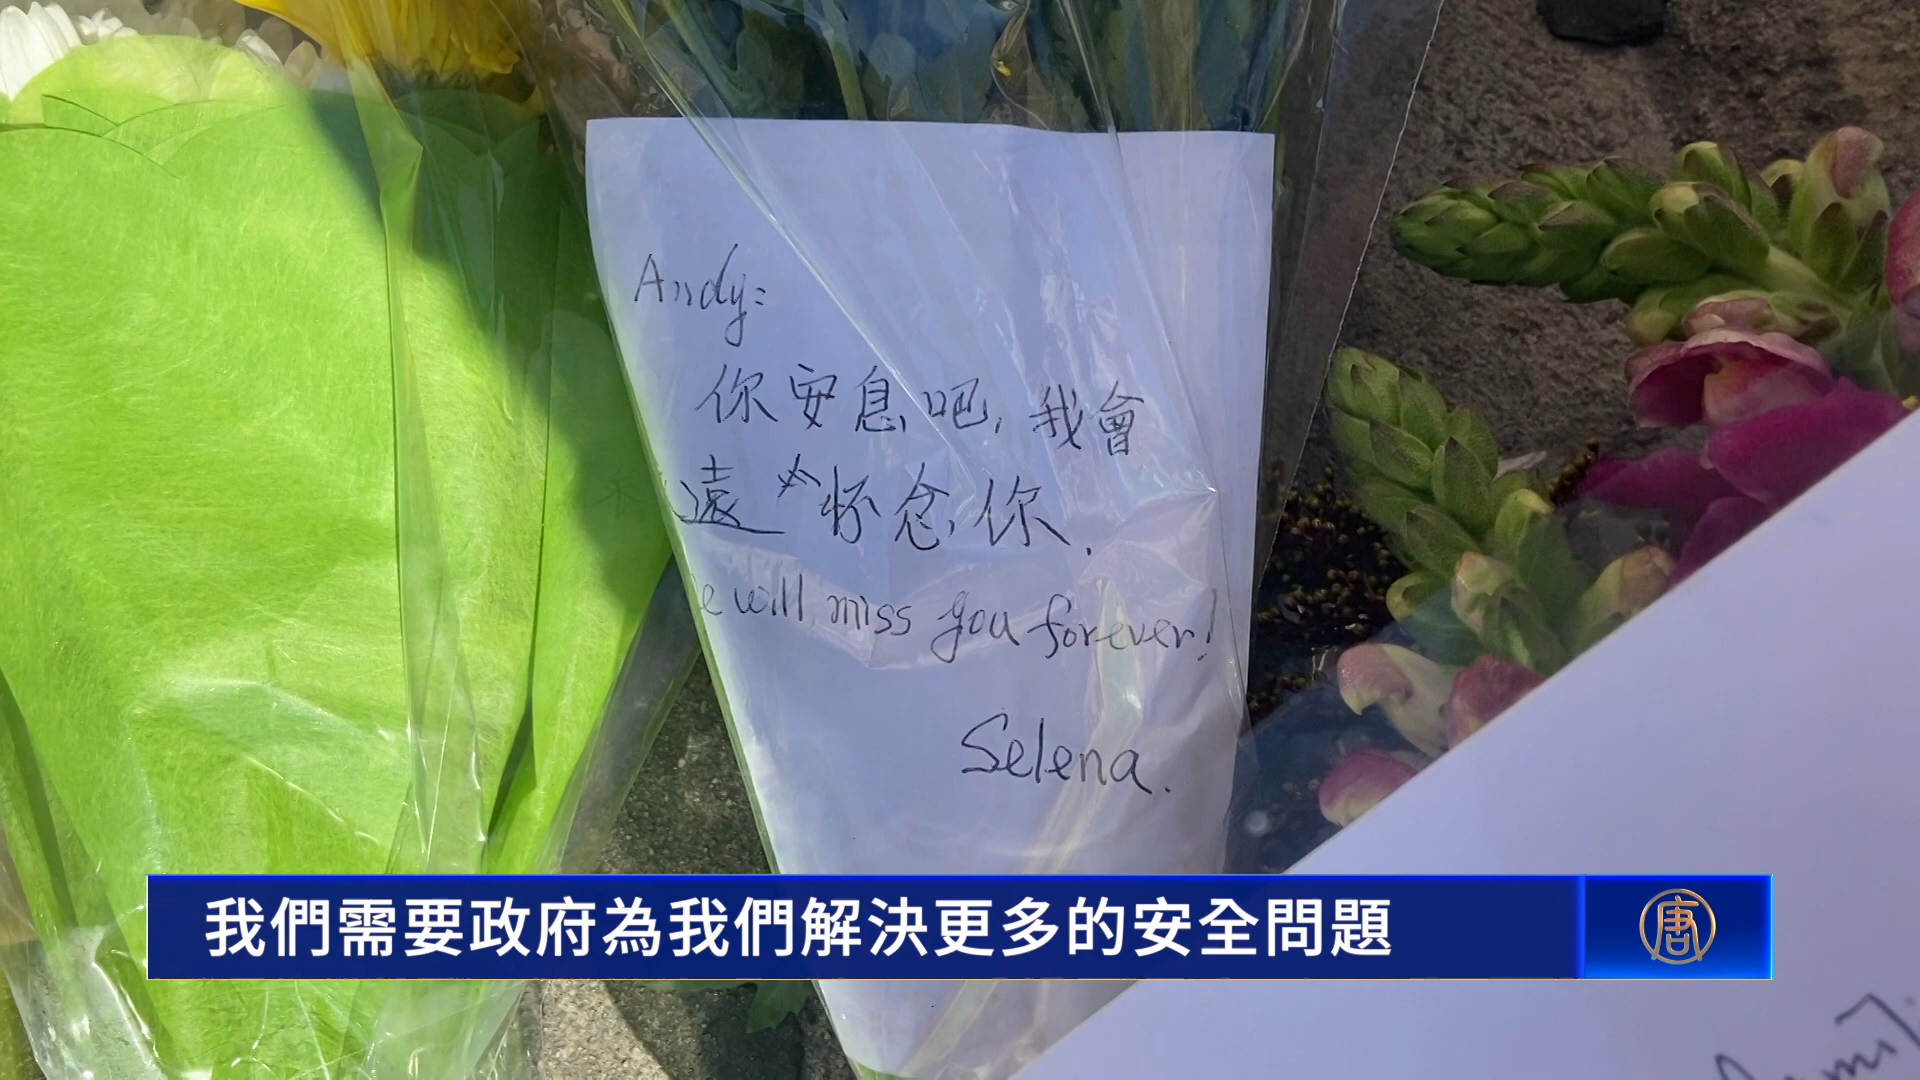 Andy:
你安息吧,我會
遠怀念你.
e will miss you forever!
Selena.
我們需要政府為我們解決更多的安全問題
唐